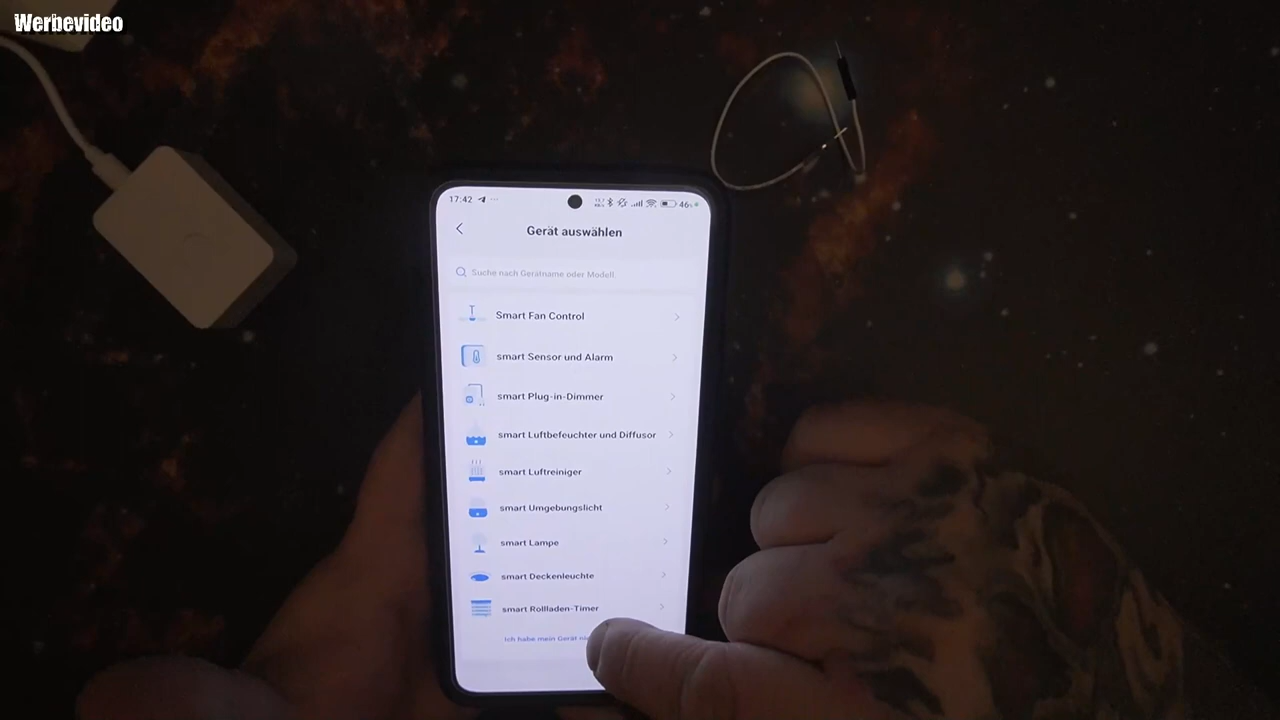 Werbevideo
17:42
46
Gerät auswählen
Suche nach Gerätname oder Modell
Smart Fan Control
smart Sensor und Alarm
smart Plug-in-Dimmer
smart Luftbefeuchter und Diffusor
smart Luftreiniger
smart Umgebungslicht
smart Lampe
smart Deckenleuchte
smart Rollladen-Timer
Ich habe mein Gerät